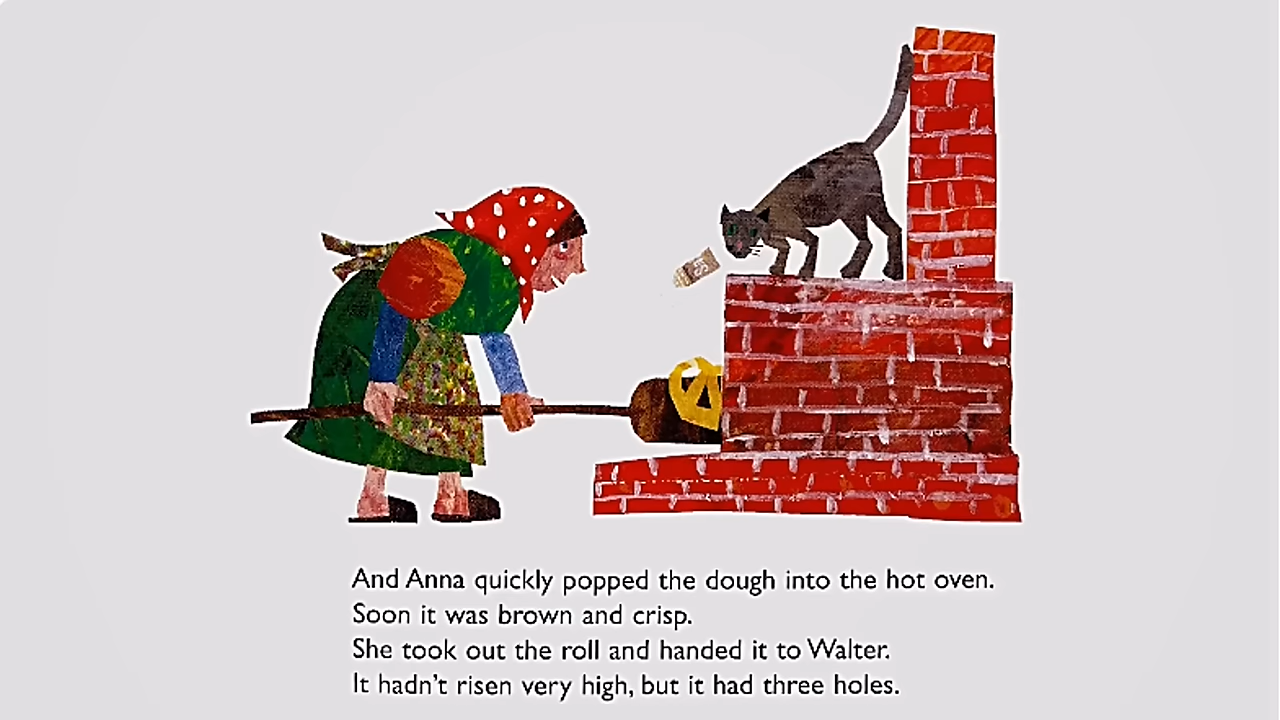 And Anna quickly popped the dough into the hot oven.
Soon it was brown and crisp.
She took out the roll and handed it to Walter.
It hadn't risen very high, but it had three holes.